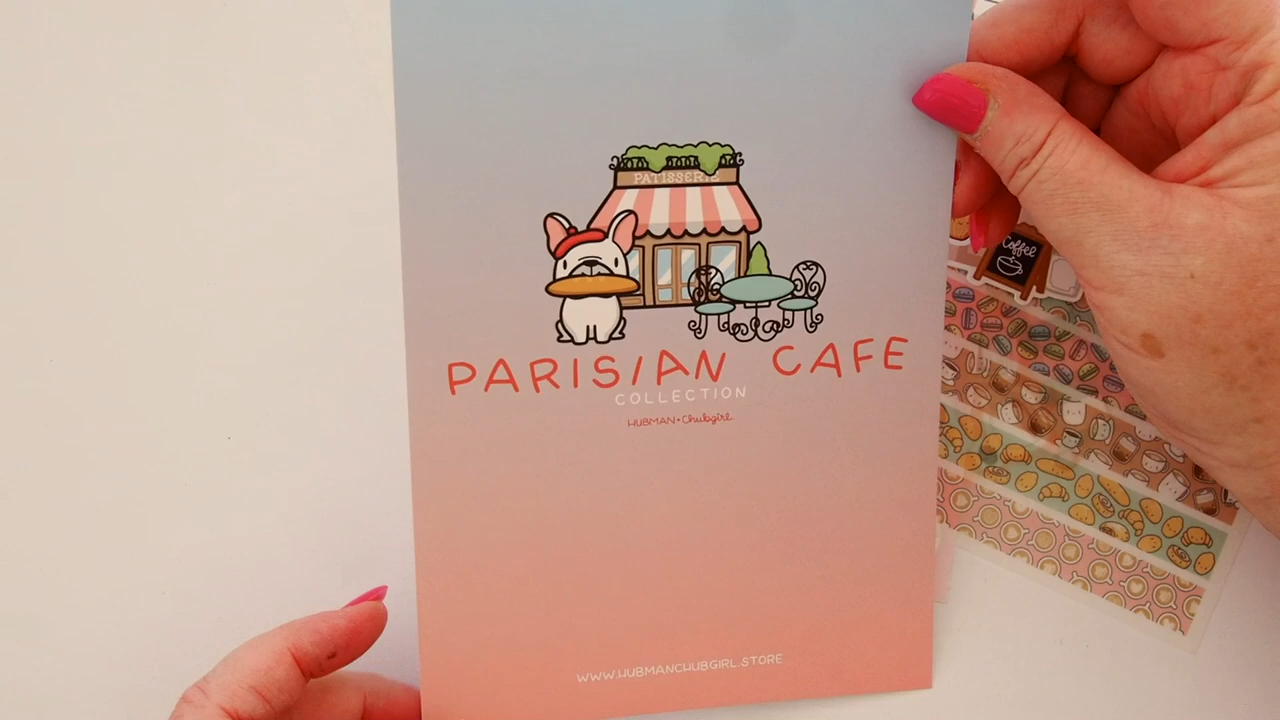 PATISSERIE
Coffee
PARISIAN CAFE
COLLECTION
HUBMAN • Chubgirl
WWW.HUBMANCHUBGIRL.STORE